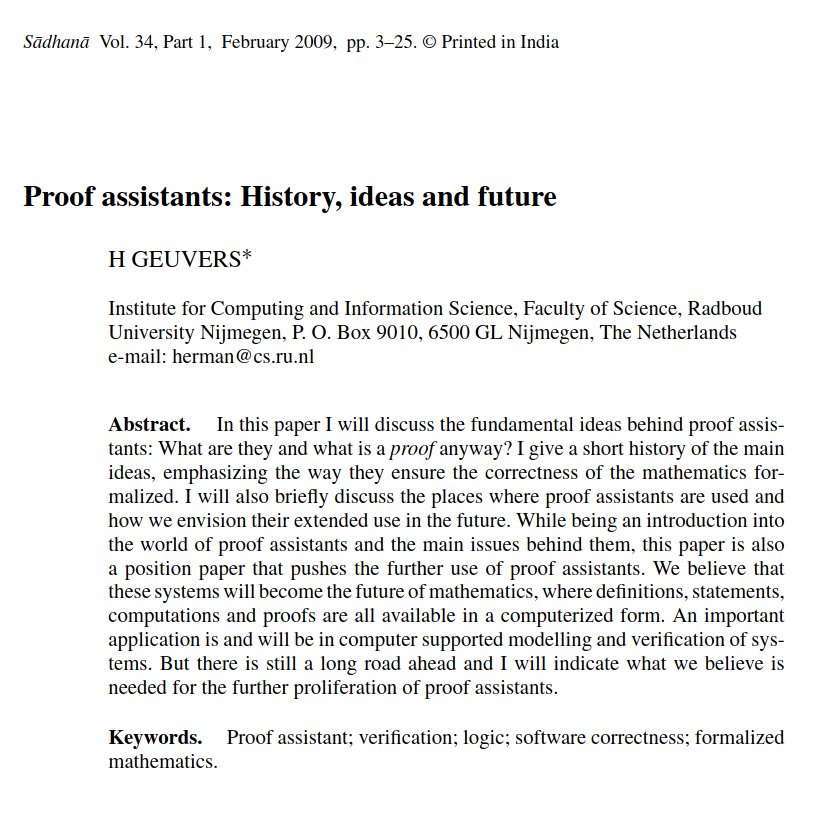 Sādhanā Vol. 34, Part 1, February 2009, pp. 3–25. © Printed in India
Proof assistants: History, ideas and future
H GEUVERS*
Institute for Computing and Information Science, Faculty of Science, Radboud
University Nijmegen, P. O. Box 9010, 6500 GL Nijmegen, The Netherlands
e-mail: herman@cs.ru.nl
Abstract. In this paper I will discuss the fundamental ideas behind proof assis-
tants: What are they and what is a proof anyway? I give a short history of the main
ideas, emphasizing the way they ensure the correctness of the mathematics for-
malized. I will also briefly discuss the places where proof assistants are used and
how we envision their extended use in the future. While being an introduction into
the world of proof assistants and the main issues behind them, this paper is also
a position paper that pushes the further use of proof assistants. We believe that
these systems will become the future of mathematics, where definitions, statements,
computations and proofs are all available in a computerized form. An important
application is and will be in computer supported modelling and verification of sys-
tems. But there is still a long road ahead and I will indicate what we believe is
needed for the further proliferation of proof assistants.
Keywords. Proof assistant; verification; logic; software correctness; formalized
mathematics.